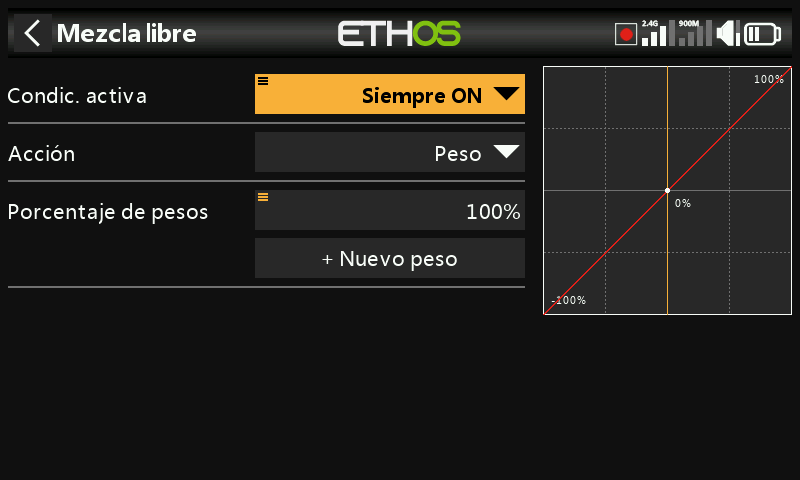 Mezcla libre
ETHOS
2.4G
900M
Condic. activa
Siempre ON
Acción
Peso
Porcentaje de pesos
100%
+ Nuevo peso
100%
0%
-100%